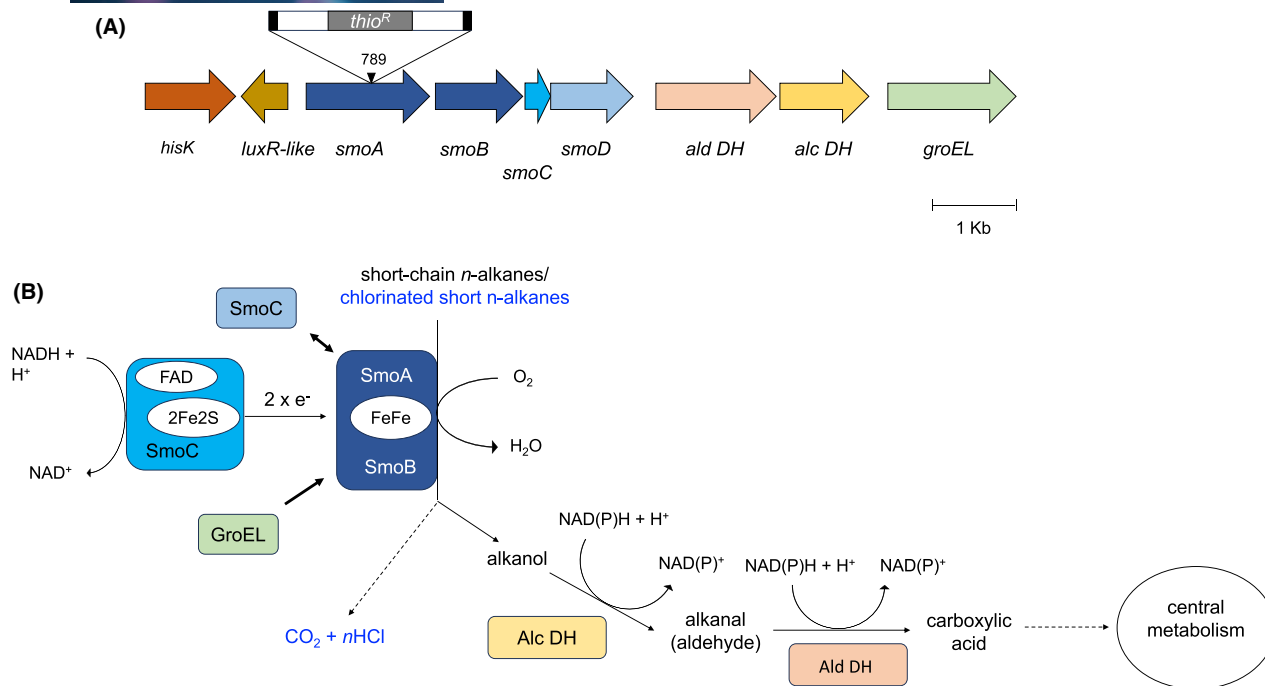 (A)
thioR
789
hisK
luxR-like
smoA
smoB
smoC
smoD
ald DH
alc DH
groEL
1 Kb
(B)
short-chain n-alkanes/
chlorinated short n-alkanes
SmoC
NADH +
H⁺
FAD
2Fe2S
SmoC
NAD⁺
2 x e⁻
SmoA
FeFe
SmoB
O₂
H₂O
GroEL
CO₂ + nHCl
alkanol
NAD(P)H + H⁺
NAD(P)⁺
Alc DH
alkanal
(aldehyde)
NAD(P)H + H⁺
NAD(P)⁺
Ald DH
carboxylic
acid
central
metabolism